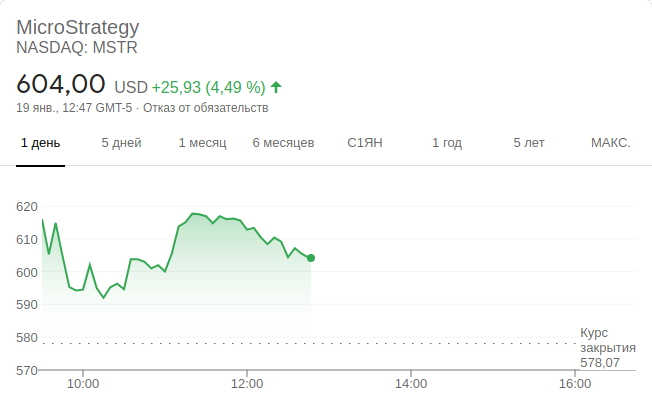 MicroStrategy
NASDAQ: MSTR
604,00 USD +25,93 (4,49 %)
19 янв., 12:47 GMT-5 · Отказ от обязательств
1 день 5 дней 1 месяц 6 месяцев С1ЯН 1 год 5 лет МАКС.
620
610
600
590
580
570
Курс
закрытия
578,07
10:00 12:00 14:00 16:00